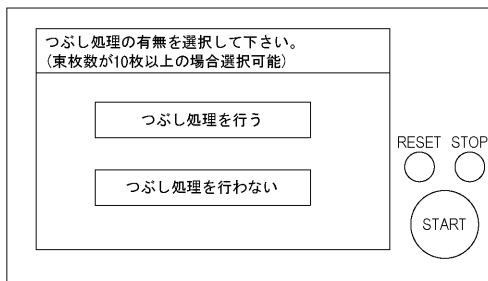 つぶし処理の有無を選択して下さい。
(束枚数が10枚以上の場合選択可能)
つぶし処理を行う
つぶし処理を行わない
RESET STOP
START